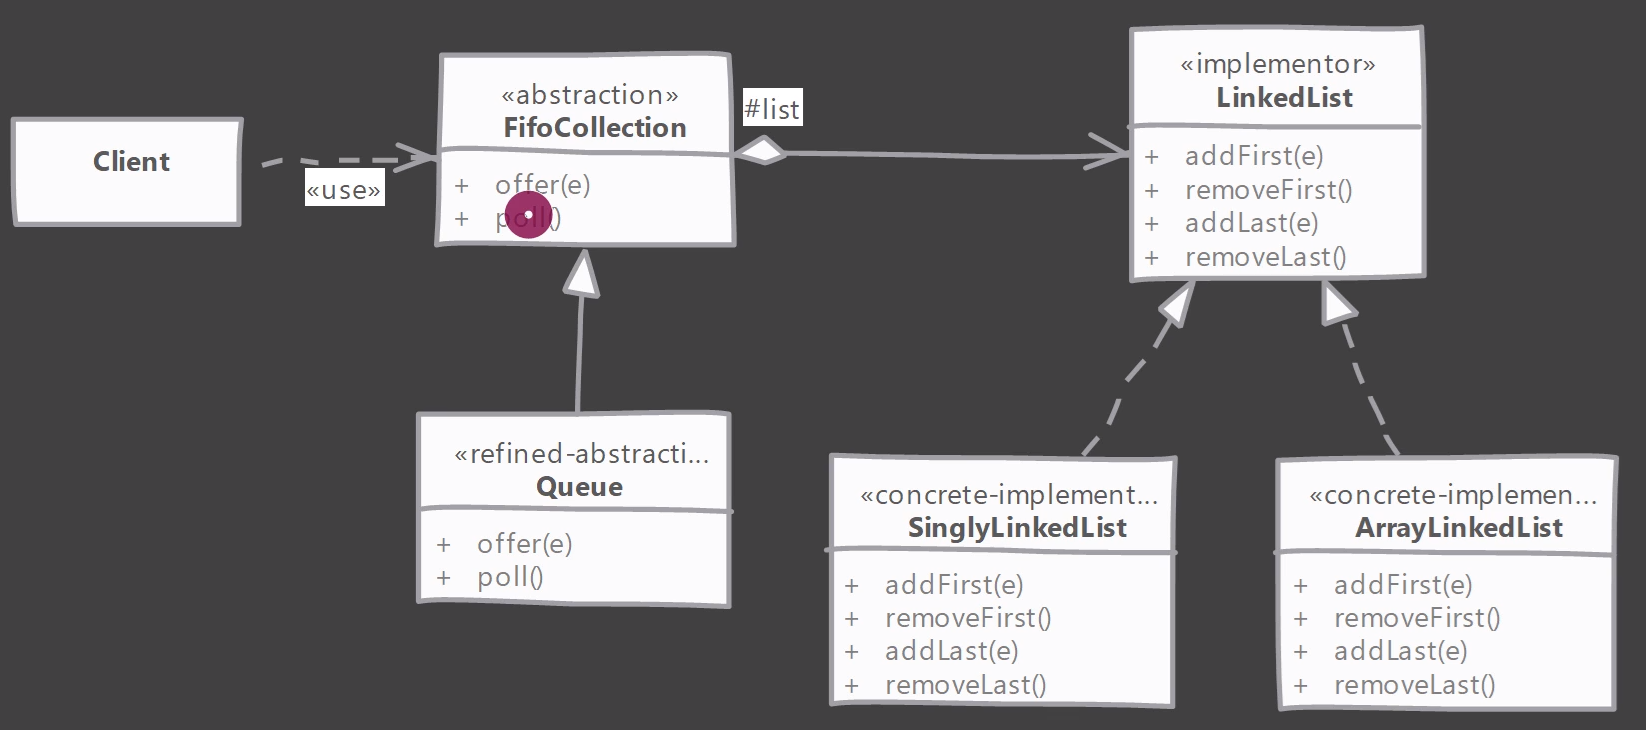 Client
«use»
«abstraction»
FifoCollection
+ offer(e)
+ poll()
#list
«implementor»
LinkedList
+ addFirst(e)
+ removeFirst()
+ addLast(e)
+ removeLast()
«refined-abstracti...
Queue
+ offer(e)
+ poll()
«concrete-implement...
SinglyLinkedList
+ addFirst(e)
+ removeFirst()
+ addLast(e)
+ removeLast()
«concrete-implemen...
ArrayLinkedList
+ addFirst(e)
+ removeFirst()
+ addLast(e)
+ removeLast()